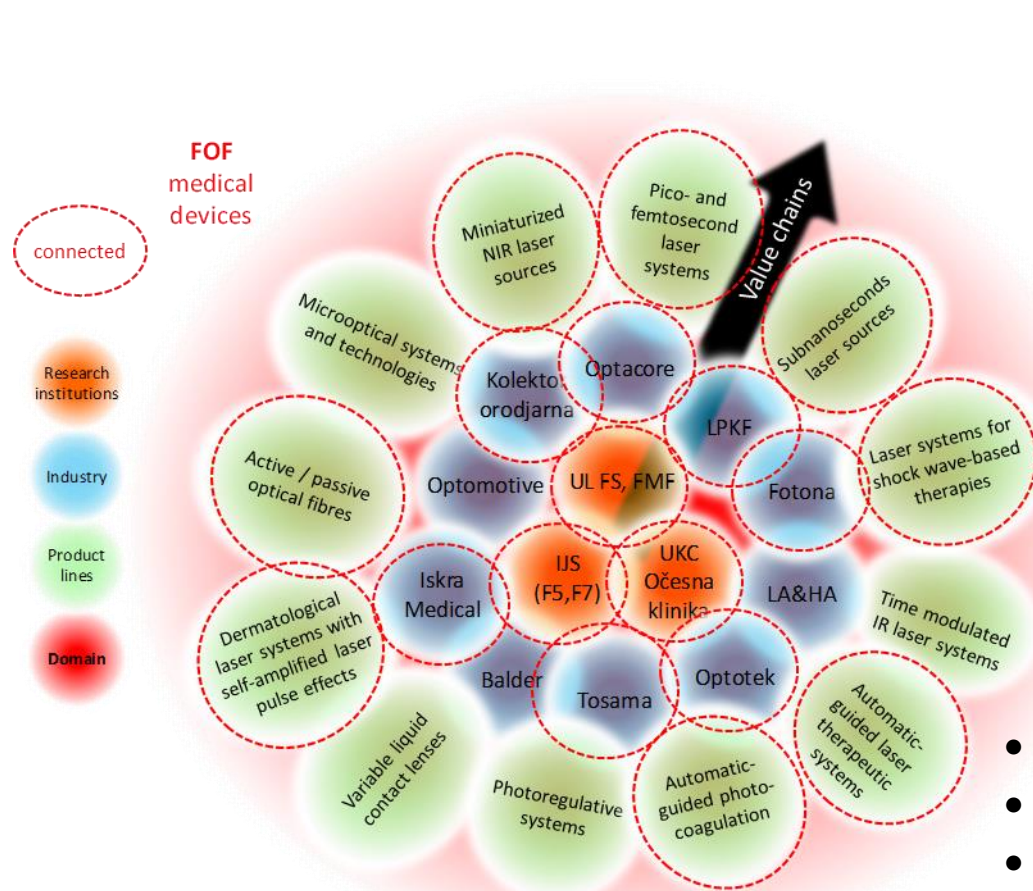 FOF
medical
devices
connected
Research
institutions
Industry
Product
lines
Domain
Value chains
Miniaturized
NIR laser
sources
Pico- and
femtosecond
laser
systems
Subnanoseconds
laser sources
Microoptical systems
and technologies
Laser systems for
shock wave-based
therapies
Active / passive
optical fibres
Time modulated
IR laser systems
Dermatological
laser systems with
self-amplified laser
pulse effects
Automatic-
guided laser
therapeutic
systems
Variable liquid
contact lenses
Photoregulative
systems
Automatic-
guided photo-
coagulation
Kolektor
orodjarna
Optacore
LPKF
Optomotive
UL FS, FMF
Fotona
Iskra
Medical
IJS
(F5,F7)
UKC
Očesna
klinika
LA&HA
Balder
Tosama
Optotek